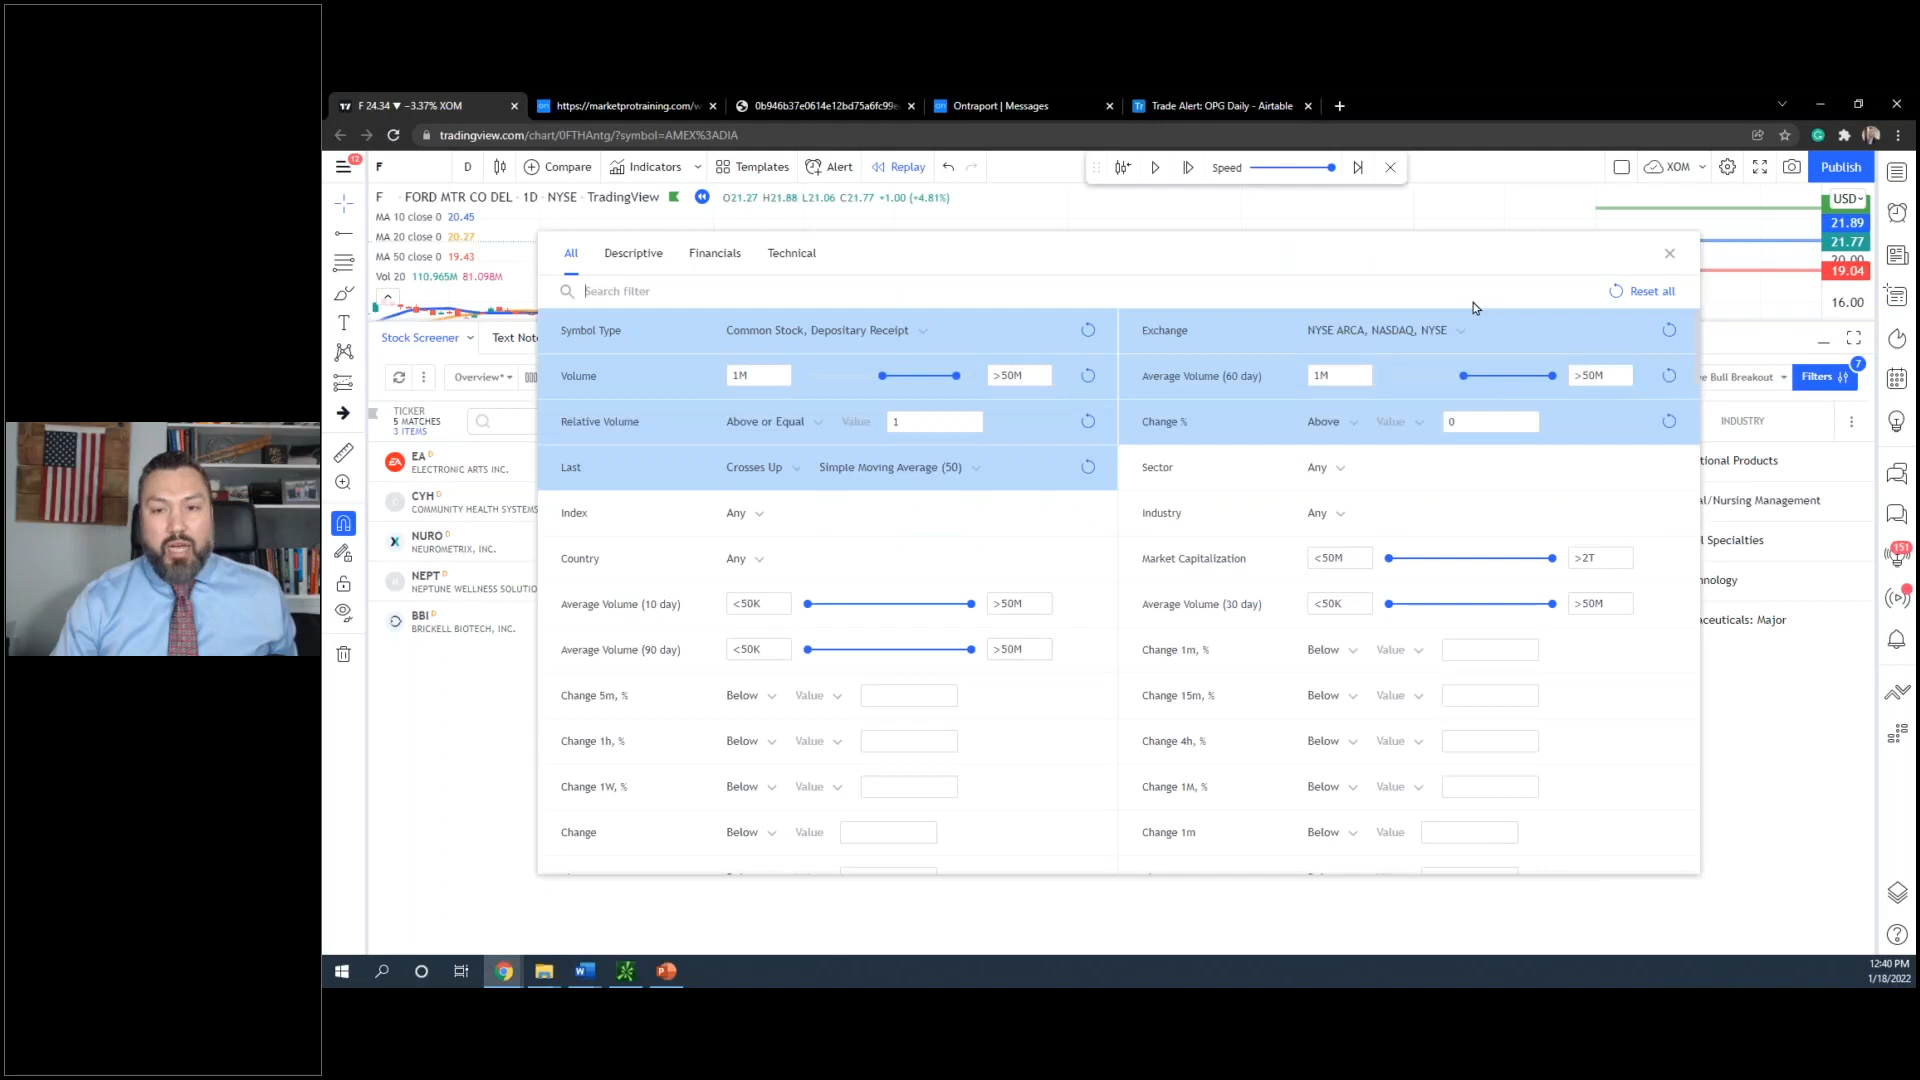 F 24.34 ▼ −3.37% XOM
https://marketprotraining.com/w
0b946b37e0614e12bd75a6fc99e
Ontraport | Messages
Trade Alert: OPG Daily - Airtable
tradingview.com/chart/0FTHAntg/?symbol=AMEX%3ADIA
12
F
D
Compare
Indicators
Templates
Alert
Replay
Speed
XOM
Publish
F · FORD MTR CO DEL · 1D · NYSE · TradingView
O21.27 H21.88 L21.06 C21.77 +1.00 (+4.81%)
USD
MA 10 close 0 20.45
21.89
MA 20 close 0 20.27
21.77
MA 50 close 0 19.43
20.00
19.04
Vol 20 110.965M 81.098M
16.00
All
Descriptive
Financials
Technical
Search filter
Reset all
Stock Screener
Text Note
Symbol Type
Common Stock, Depositary Receipt
Exchange
NYSE ARCA, NASDAQ, NYSE
Overview*
Volume
1M
>50M
Average Volume (60 day)
1M
>50M
e Bull Breakout
Filters
7
TICKER
5 MATCHES
3 ITEMS
Relative Volume
Above or Equal
Value
1
Change %
Above
Value
0
INDUSTRY
EA D
ELECTRONIC ARTS INC.
Last
Crosses Up
Simple Moving Average (50)
Sector
Any
tional Products
CYH D
COMMUNITY HEALTH SYSTEMS
Index
Any
Industry
Any
al/Nursing Management
NURO D
NEUROMETRIX, INC.
Country
Any
Market Capitalization
<50M
>2T
l Specialties
151
NEPT D
NEPTUNE WELLNESS SOLUTIO
Average Volume (10 day)
<50K
>50M
Average Volume (30 day)
<50K
>50M
hnology
BBI D
BRICKELL BIOTECH, INC.
aceuticals: Major
Average Volume (90 day)
<50K
>50M
Change 1m, %
Below
Value
Change 5m, %
Below
Value
Change 15m, %
Below
Value
Change 1h, %
Below
Value
Change 4h, %
Below
Value
Change 1W, %
Below
Value
Change 1M, %
Below
Value
Change
Below
Value
Change 1m
Below
Value
12:40 PM
1/18/2022